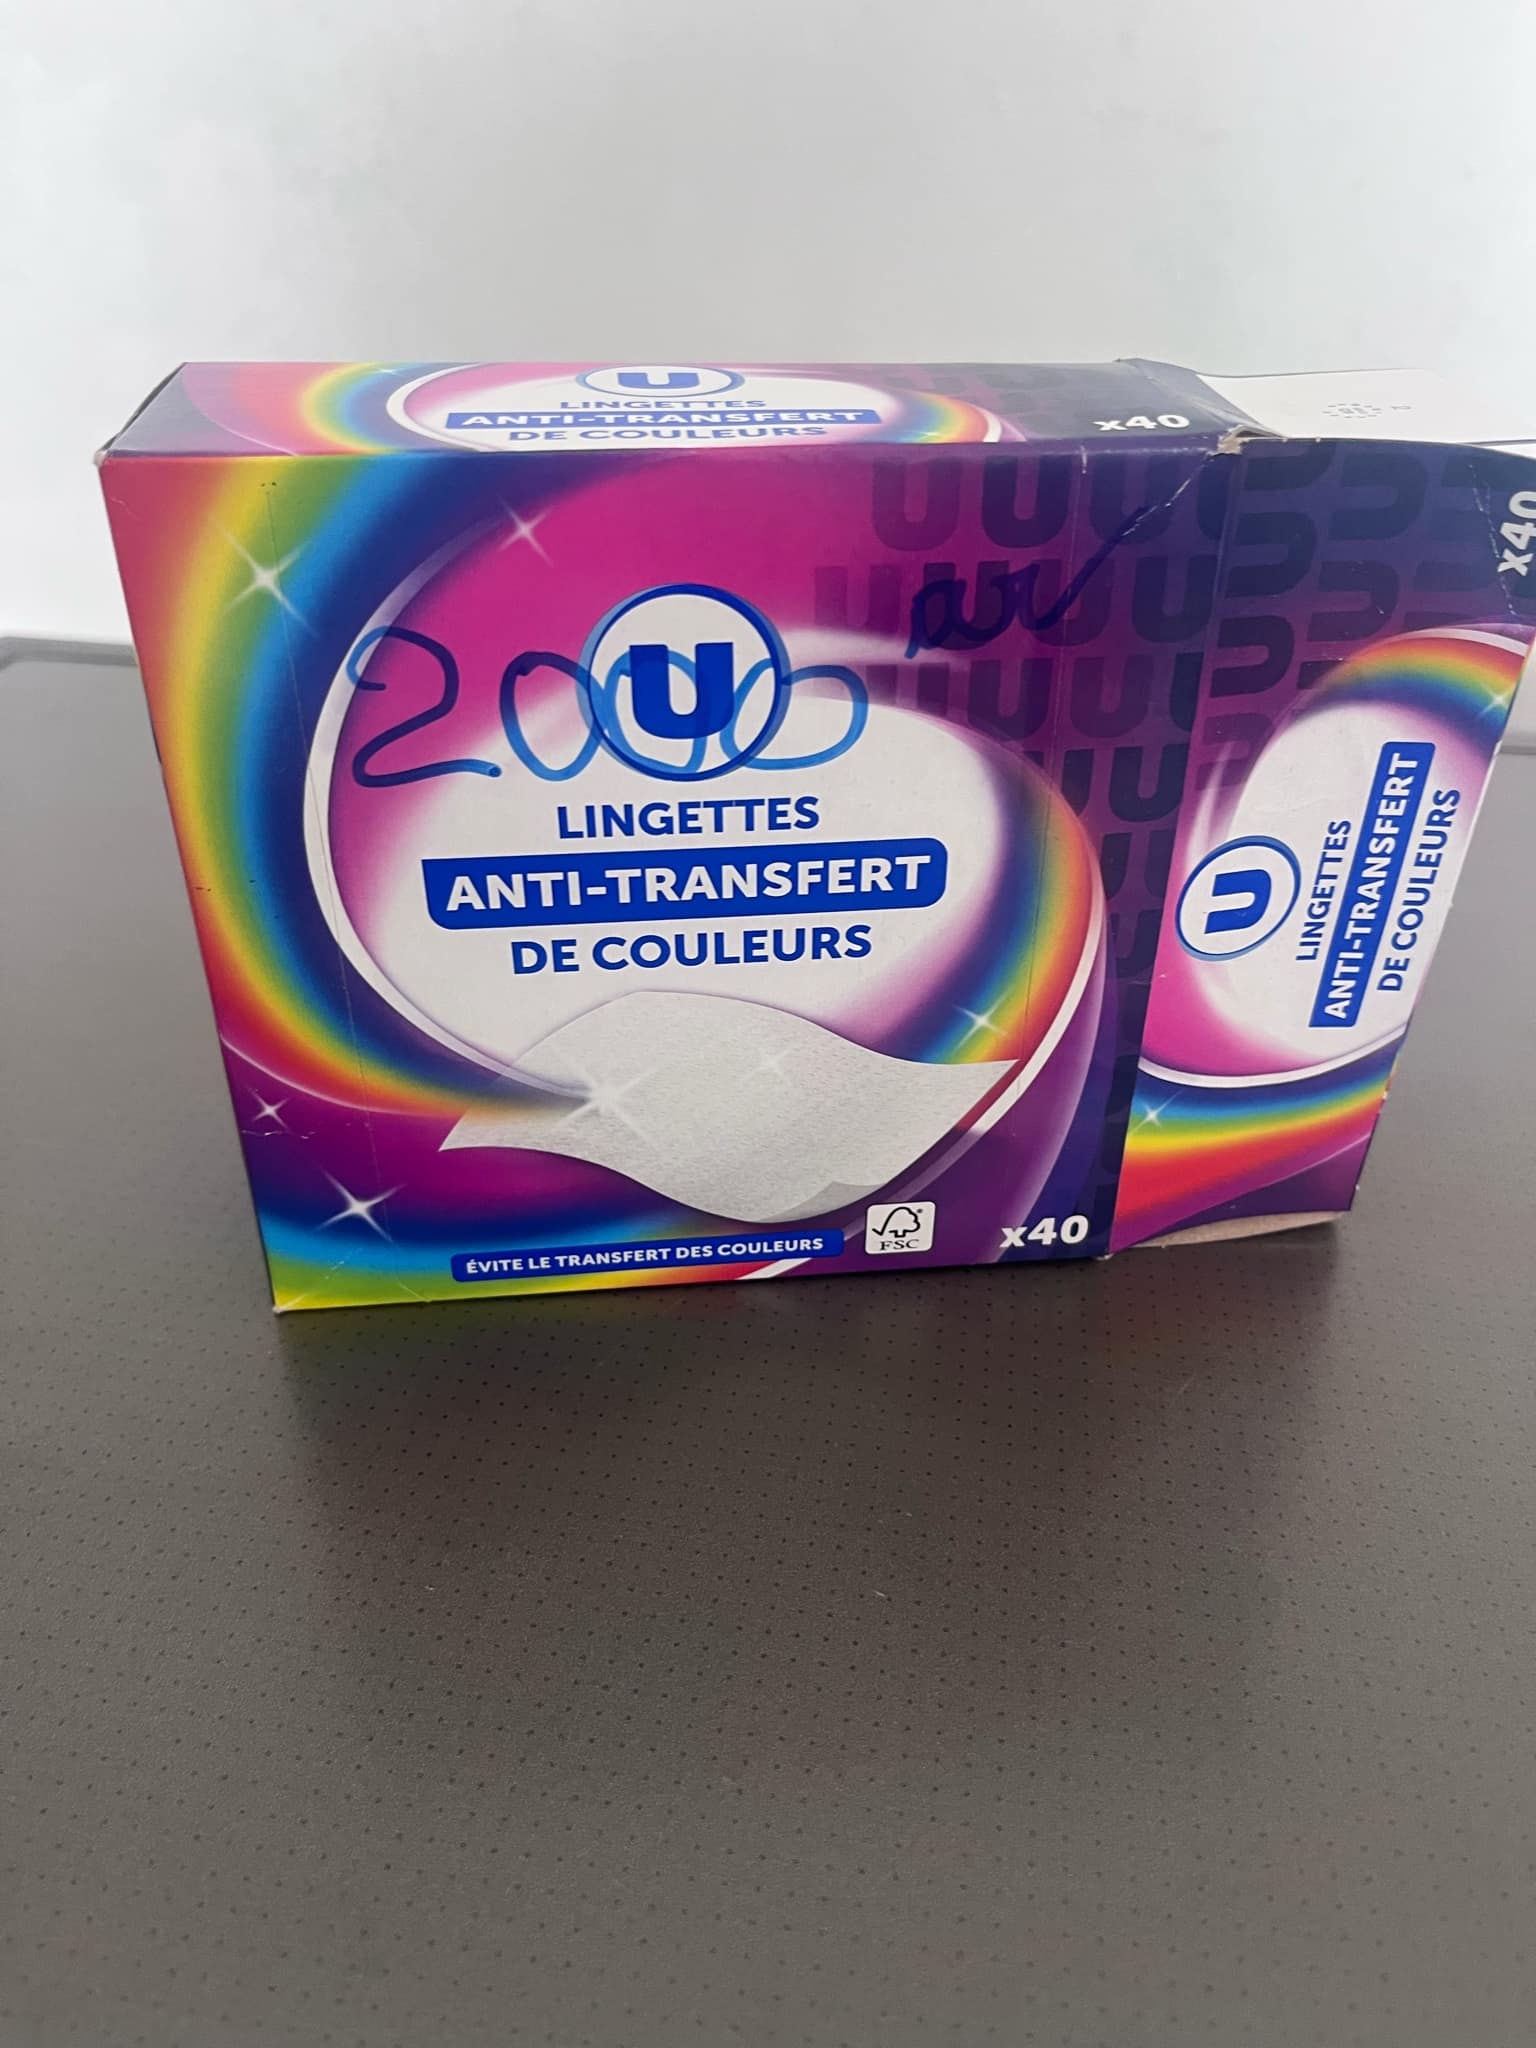 U
LINGETTES
ANTI-TRANSFERT
DE COULEURS
x40
2000 ar
U
LINGETTES
ANTI-TRANSFERT
DE COULEURS
ÉVITE LE TRANSFERT DES COULEURS
FSC
x40
x40
U
LINGETTES
ANTI-TRANSFERT
DE COULEURS